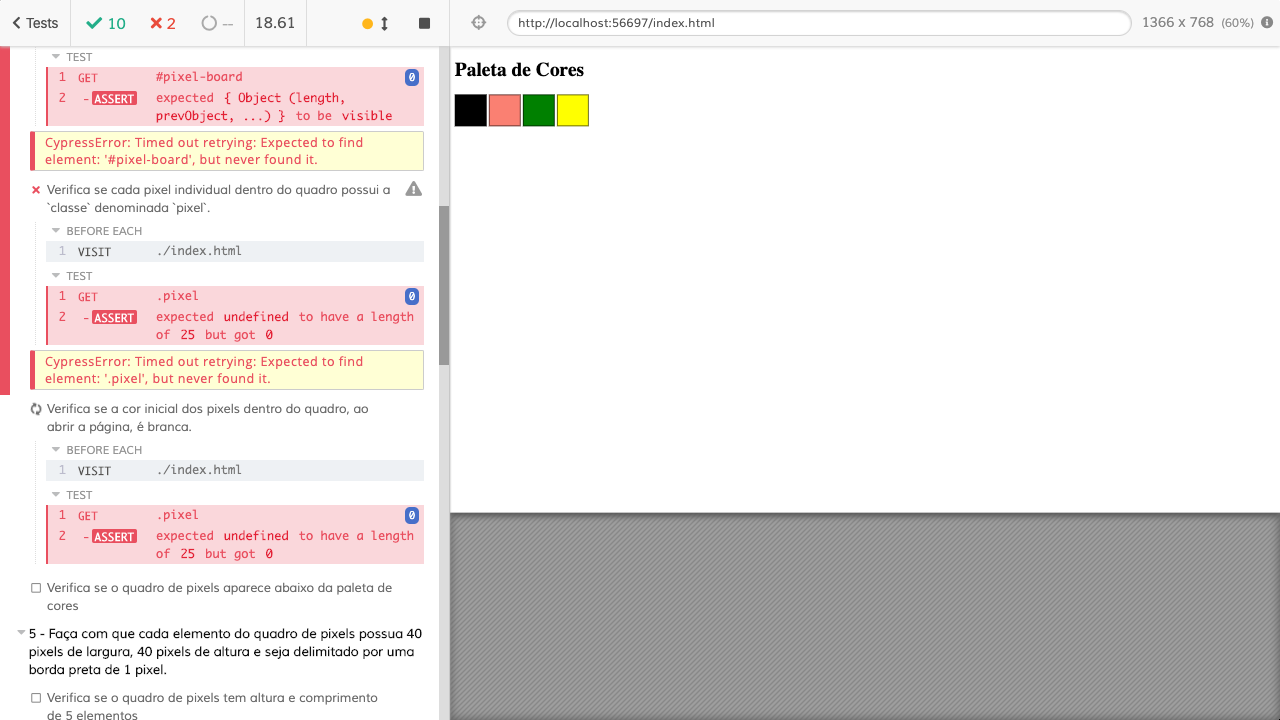 Tests 10 2 -- 18.61
http://localhost:56697/index.html 1366 x 768 (60%)
TEST
1 GET #pixel-board 0
2 -ASSERT expected { Object (length,
prevObject, ...) } to be visible
CypressError: Timed out retrying: Expected to find
element: '#pixel-board', but never found it.
Verifica se cada pixel individual dentro do quadro possui a
`classe` denominada `pixel`.
BEFORE EACH
1 VISIT ./index.html
TEST
1 GET .pixel 0
2 -ASSERT expected undefined to have a length
of 25 but got 0
CypressError: Timed out retrying: Expected to find
element: '.pixel', but never found it.
Verifica se a cor inicial dos pixels dentro do quadro, ao
abrir a página, é branca.
BEFORE EACH
1 VISIT ./index.html
TEST
1 GET .pixel 0
2 -ASSERT expected undefined to have a length
of 25 but got 0
Verifica se o quadro de pixels aparece abaixo da paleta de
cores
5 - Faça com que cada elemento do quadro de pixels possua 40
pixels de largura, 40 pixels de altura e seja delimitado por uma
borda preta de 1 pixel.
Verifica se o quadro de pixels tem altura e comprimento
de 5 elementos
Paleta de Cores